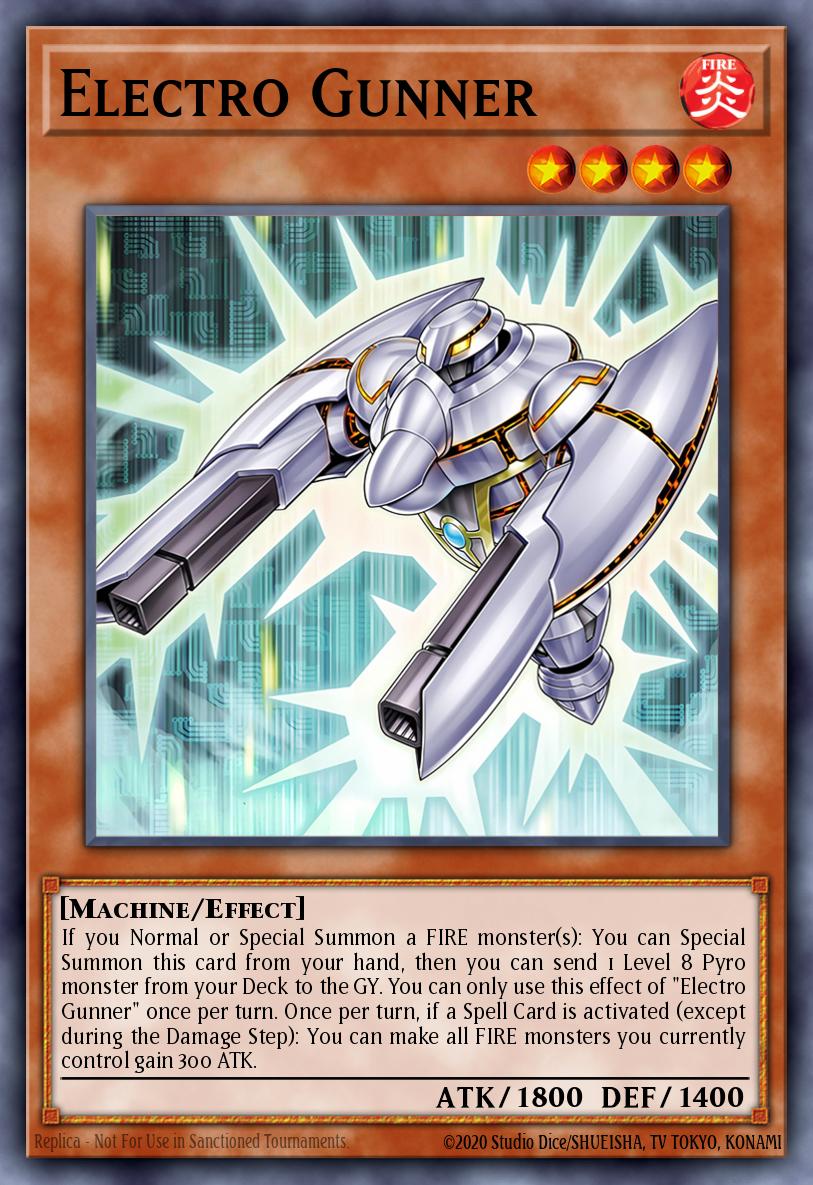 Electro Gunner
FIRE
炎
[Machine/Effect]
If you Normal or Special Summon a FIRE monster(s): You can Special
Summon this card from your hand, then you can send 1 Level 8 Pyro
monster from your Deck to the GY. You can only use this effect of "Electro
Gunner" once per turn. Once per turn, if a Spell Card is activated (except
during the Damage Step): You can make all FIRE monsters you currently
control gain 300 ATK.
ATK/1800 DEF/1400
Replica - Not For Use in Sanctioned Tournaments.
©2020 Studio Dice/SHUEISHA, TV TOKYO, KONAMI